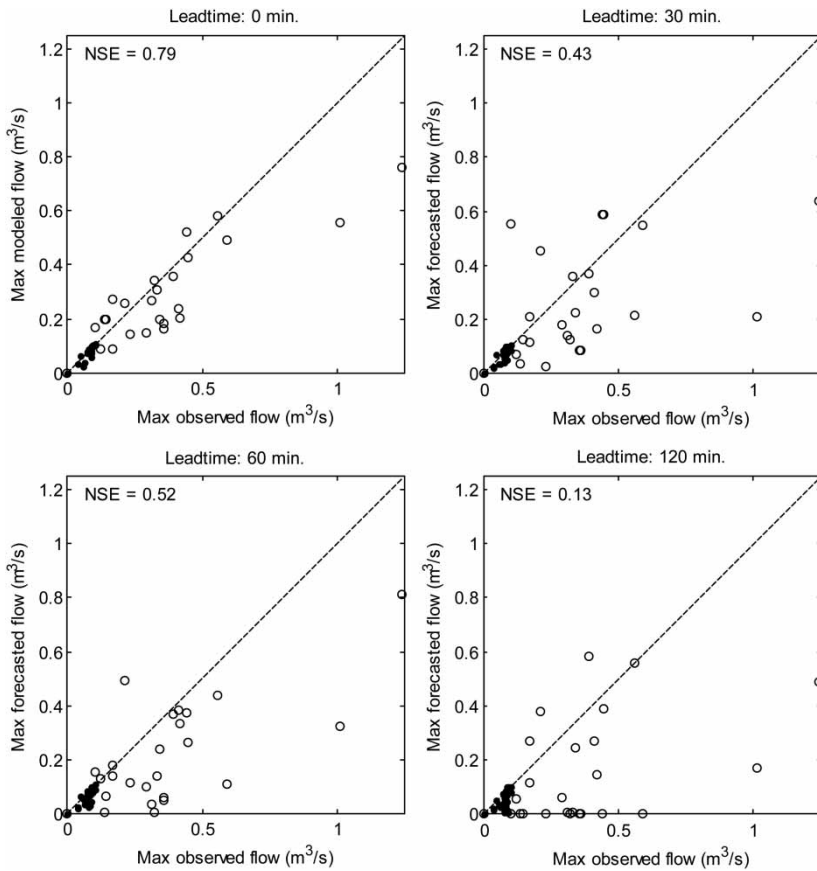 Leadtime: 0 min.
NSE = 0.79
1.2
1
0.8
0.6
0.4
0.2
0
0
0.5
1
Max modeled flow (m³/s)
Max observed flow (m³/s)
Leadtime: 30 min.
NSE = 0.43
1.2
1
0.8
0.6
0.4
0.2
0
0
0.5
1
Max forecasted flow (m³/s)
Max observed flow (m³/s)
Leadtime: 60 min.
NSE = 0.52
1.2
1
0.8
0.6
0.4
0.2
0
0
0.5
1
Max forecasted flow (m³/s)
Max observed flow (m³/s)
Leadtime: 120 min.
NSE = 0.13
1.2
1
0.8
0.6
0.4
0.2
0
0
0.5
1
Max forecasted flow (m³/s)
Max observed flow (m³/s)